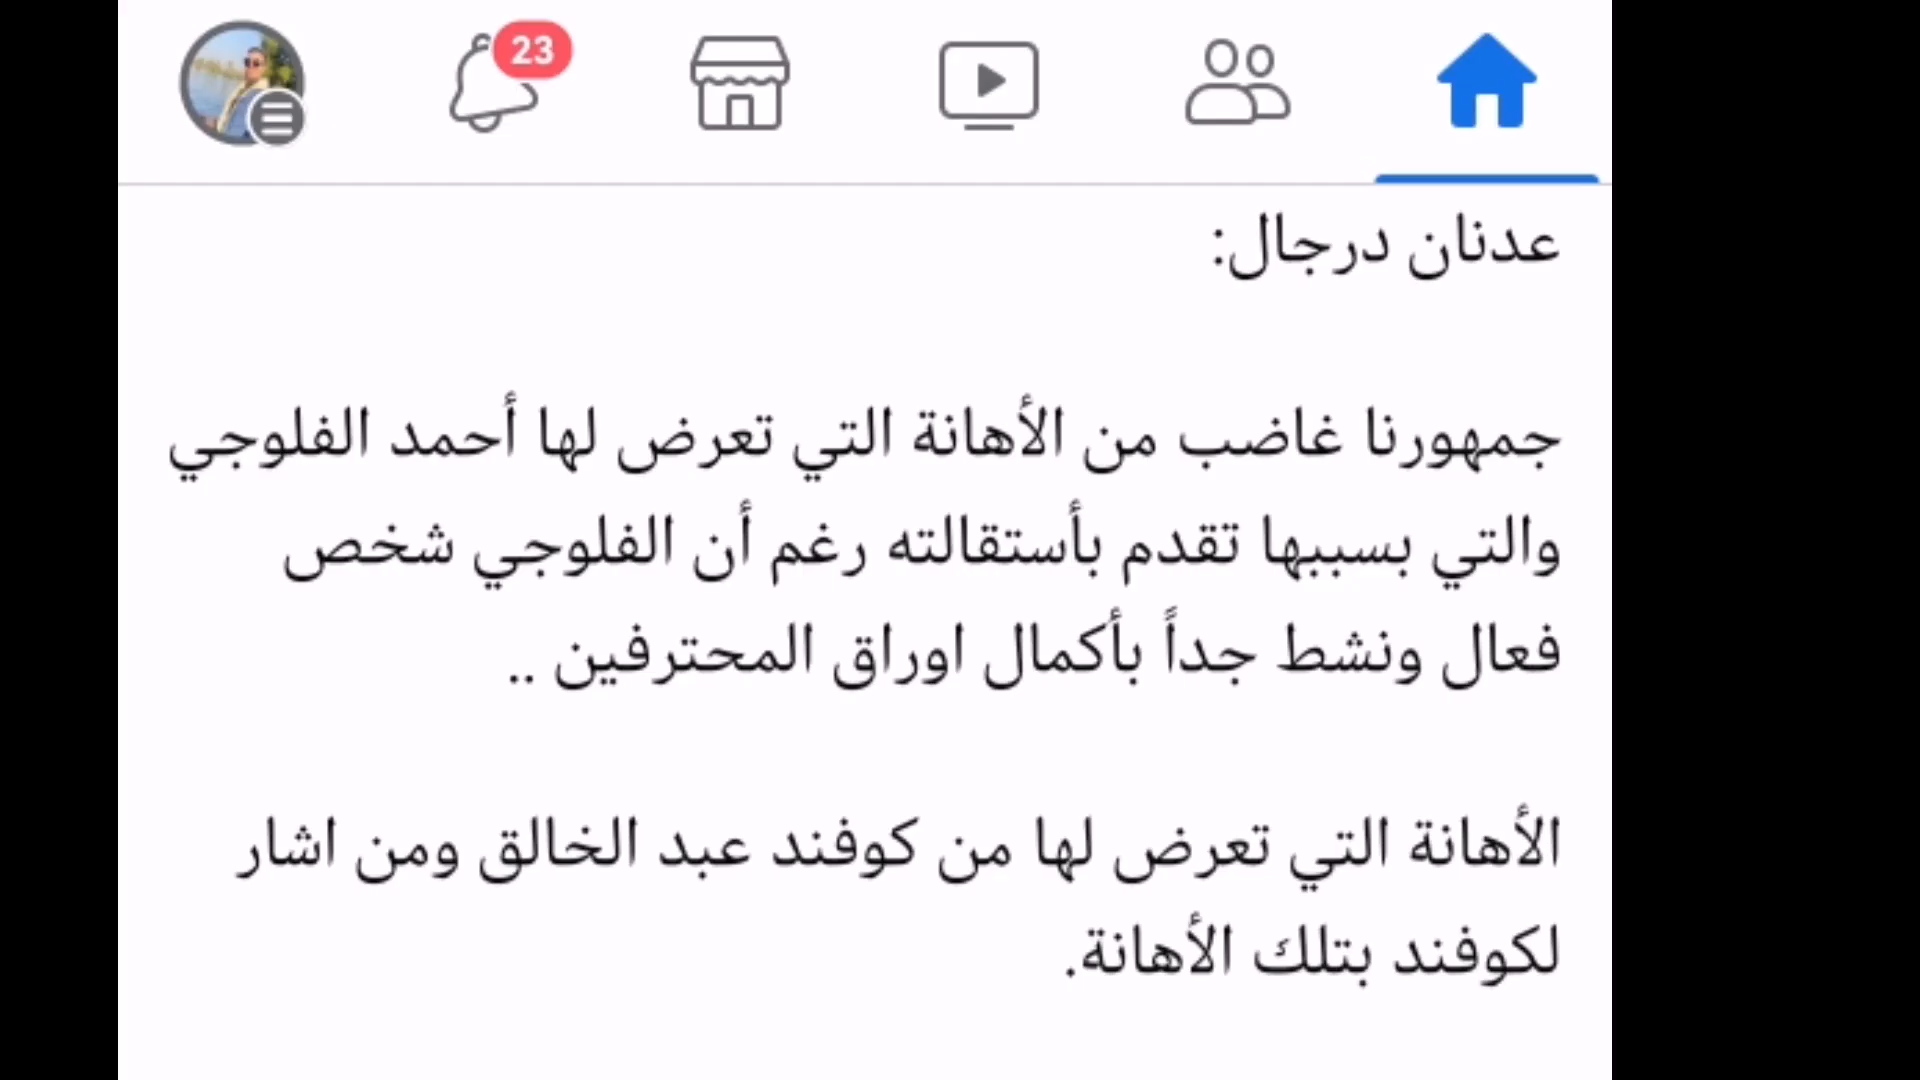 23
عدنان درجال:
جمهورنا غاضب من الأهانة التي تعرض لها أحمد الفلوجي
والتي بسببها تقدم بأستقالته رغم أن الفلوجي شخص
فعال ونشط جداً بأكمال اوراق المحترفين ..
الأهانة التي تعرض لها من كوفند عبد الخالق ومن اشار
لكوفند بتلك الأهانة.